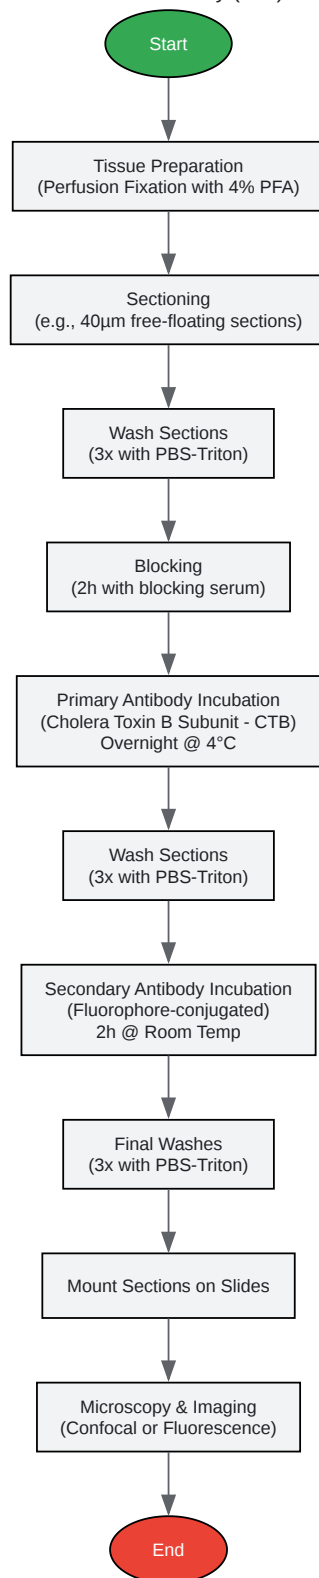 Start
Tissue Preparation
(Perfusion Fixation with 4% PFA)
Sectioning
(e.g., 40µm free-floating sections)
Wash Sections
(3x with PBS-Triton)
Blocking
(2h with blocking serum)
Primary Antibody Incubation
(Cholera Toxin B Subunit - CTB)
Overnight @ 4°C
Wash Sections
(3x with PBS-Triton)
Secondary Antibody Incubation
(Fluorophore-conjugated)
2h @ Room Temp
Final Washes
(3x with PBS-Triton)
Mount Sections on Slides
Microscopy & Imaging
(Confocal or Fluorescence)
End